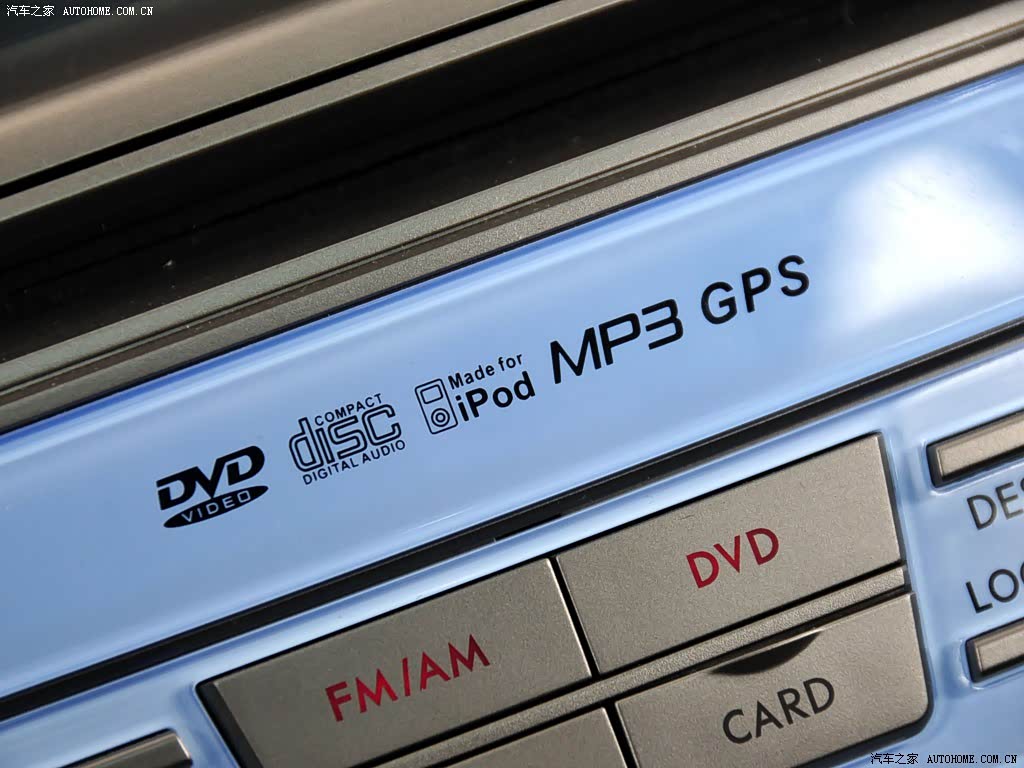 汽车之家 AUTOHOME.COM.CN
DVD
VIDEO
COMPACT
disc
DIGITAL AUDIO
Made for
iPod
MP3
GPS
DVD
FM/AM
CARD
汽车之家 AUTOHOME.COM.CN